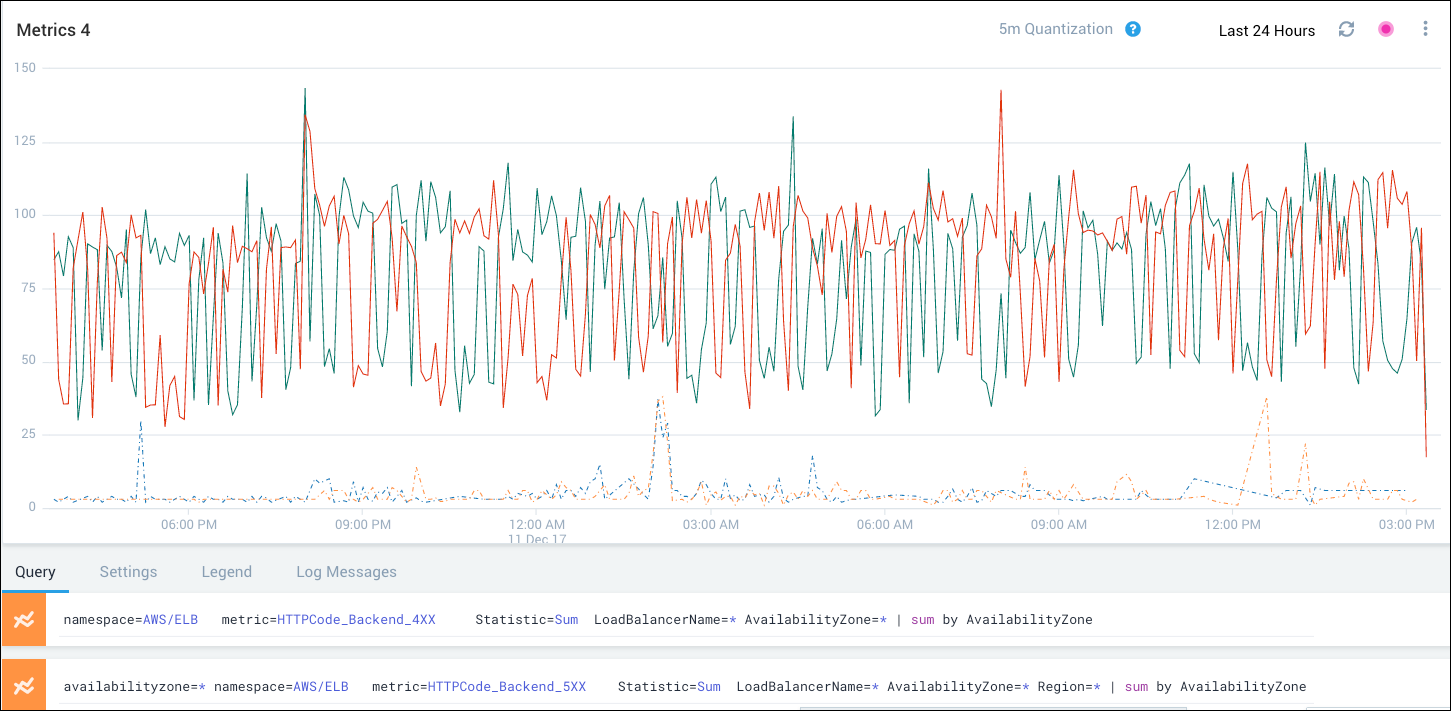 Metrics 4
5m Quantization ? Last 24 Hours
150
125
100
75
50
25
0
06:00 PM 09:00 PM 12:00 AM 03:00 AM 06:00 AM 09:00 AM 12:00 PM 03:00 PM
11 Dec 17
Query Settings Legend Log Messages
namespace=AWS/ELB metric=HTTPCode_Backend_4XX Statistic=Sum LoadBalancerName=* AvailabilityZone=* | sum by AvailabilityZone
availabilityzone=* namespace=AWS/ELB metric=HTTPCode_Backend_5XX Statistic=Sum LoadBalancerName=* AvailabilityZone=* Region=* | sum by AvailabilityZone